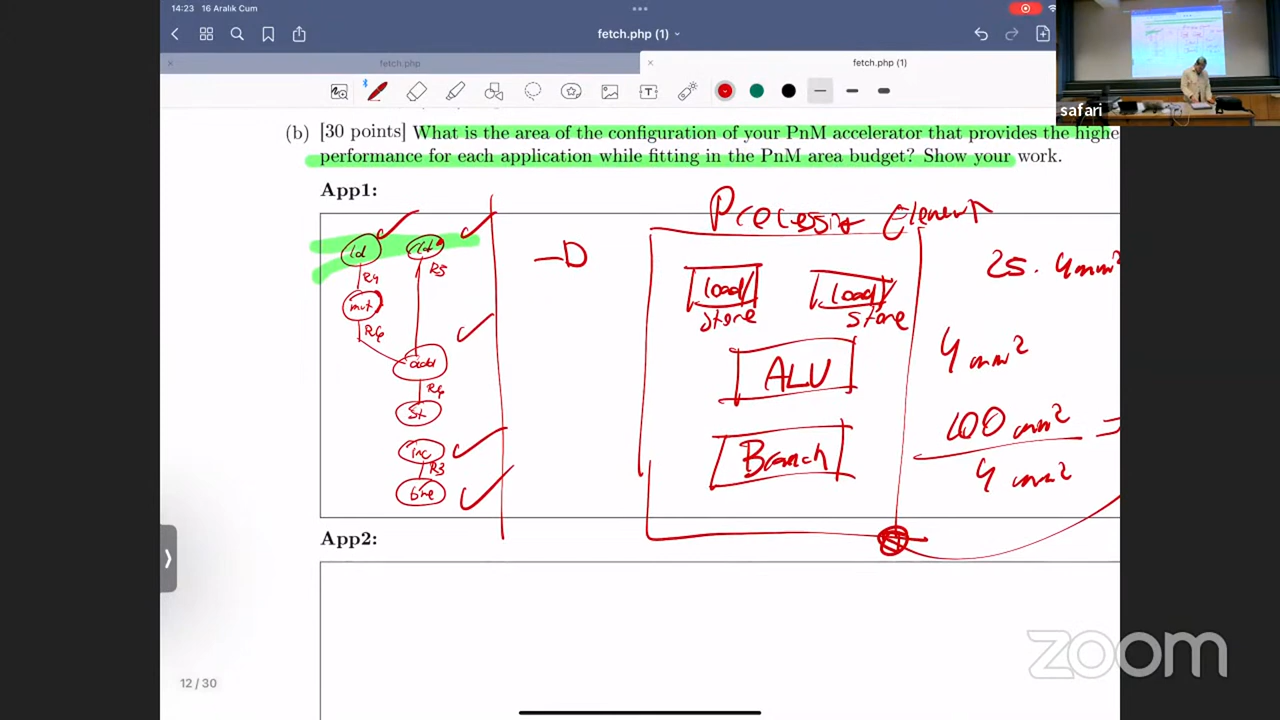 14:23 16 Aralık Cum
fetch.php (1)
fetch.php
fetch.php (1)
safari
(b) [30 points] What is the area of the configuration of your PnM accelerator that provides the highe
performance for each application while fitting in the PnM area budget? Show your work.
App1:
Processing Element
ld
ld
R4
R5
mul
R6
add
R6
St
inc
R3
bne
load/
Store
load/
Store
ALU
Branch
25. 4mm²
4 mm²
100 mm²
4 mm²
=
App2:
12 / 30
zoom